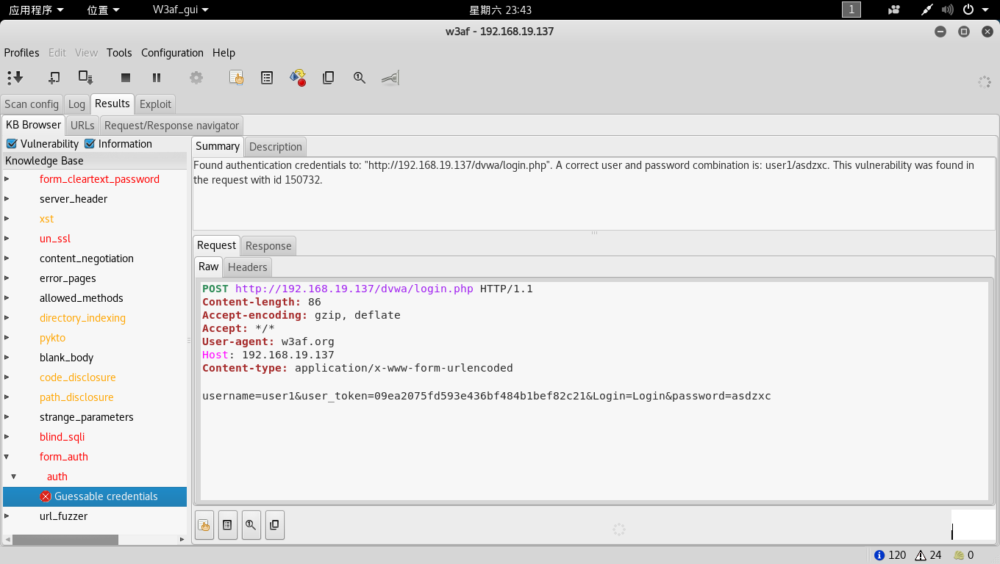 应用程序 位置 W3af_gui 星期六 23:43 1
w3af - 192.168.19.137
Profiles Edit View Tools Configuration Help
Scan config Log Results Exploit
KB Browser URLs Request/Response navigator
Vulnerability Information
Knowledge Base
form_cleartext_password
server_header
xst
un_ssl
content_negotiation
error_pages
allowed_methods
directory_indexing
pykto
blank_body
code_disclosure
path_disclosure
strange_parameters
blind_sqli
form_auth
auth
Guessable credentials
url_fuzzer
Summary Description
Found authentication credentials to: "http://192.168.19.137/dvwa/login.php". A correct user and password combination is: user1/asdzxc. This vulnerability was found in
the request with id 150732.
Request Response
Raw Headers
POST http://192.168.19.137/dvwa/login.php HTTP/1.1
Content-length: 86
Accept-encoding: gzip, deflate
Accept: */*
User-agent: w3af.org
Host: 192.168.19.137
Content-type: application/x-www-form-urlencoded
username=user1&user_token=09ea2075fd593e436bf484b1bef82c21&Login=Login&password=asdzxc
120 24 0